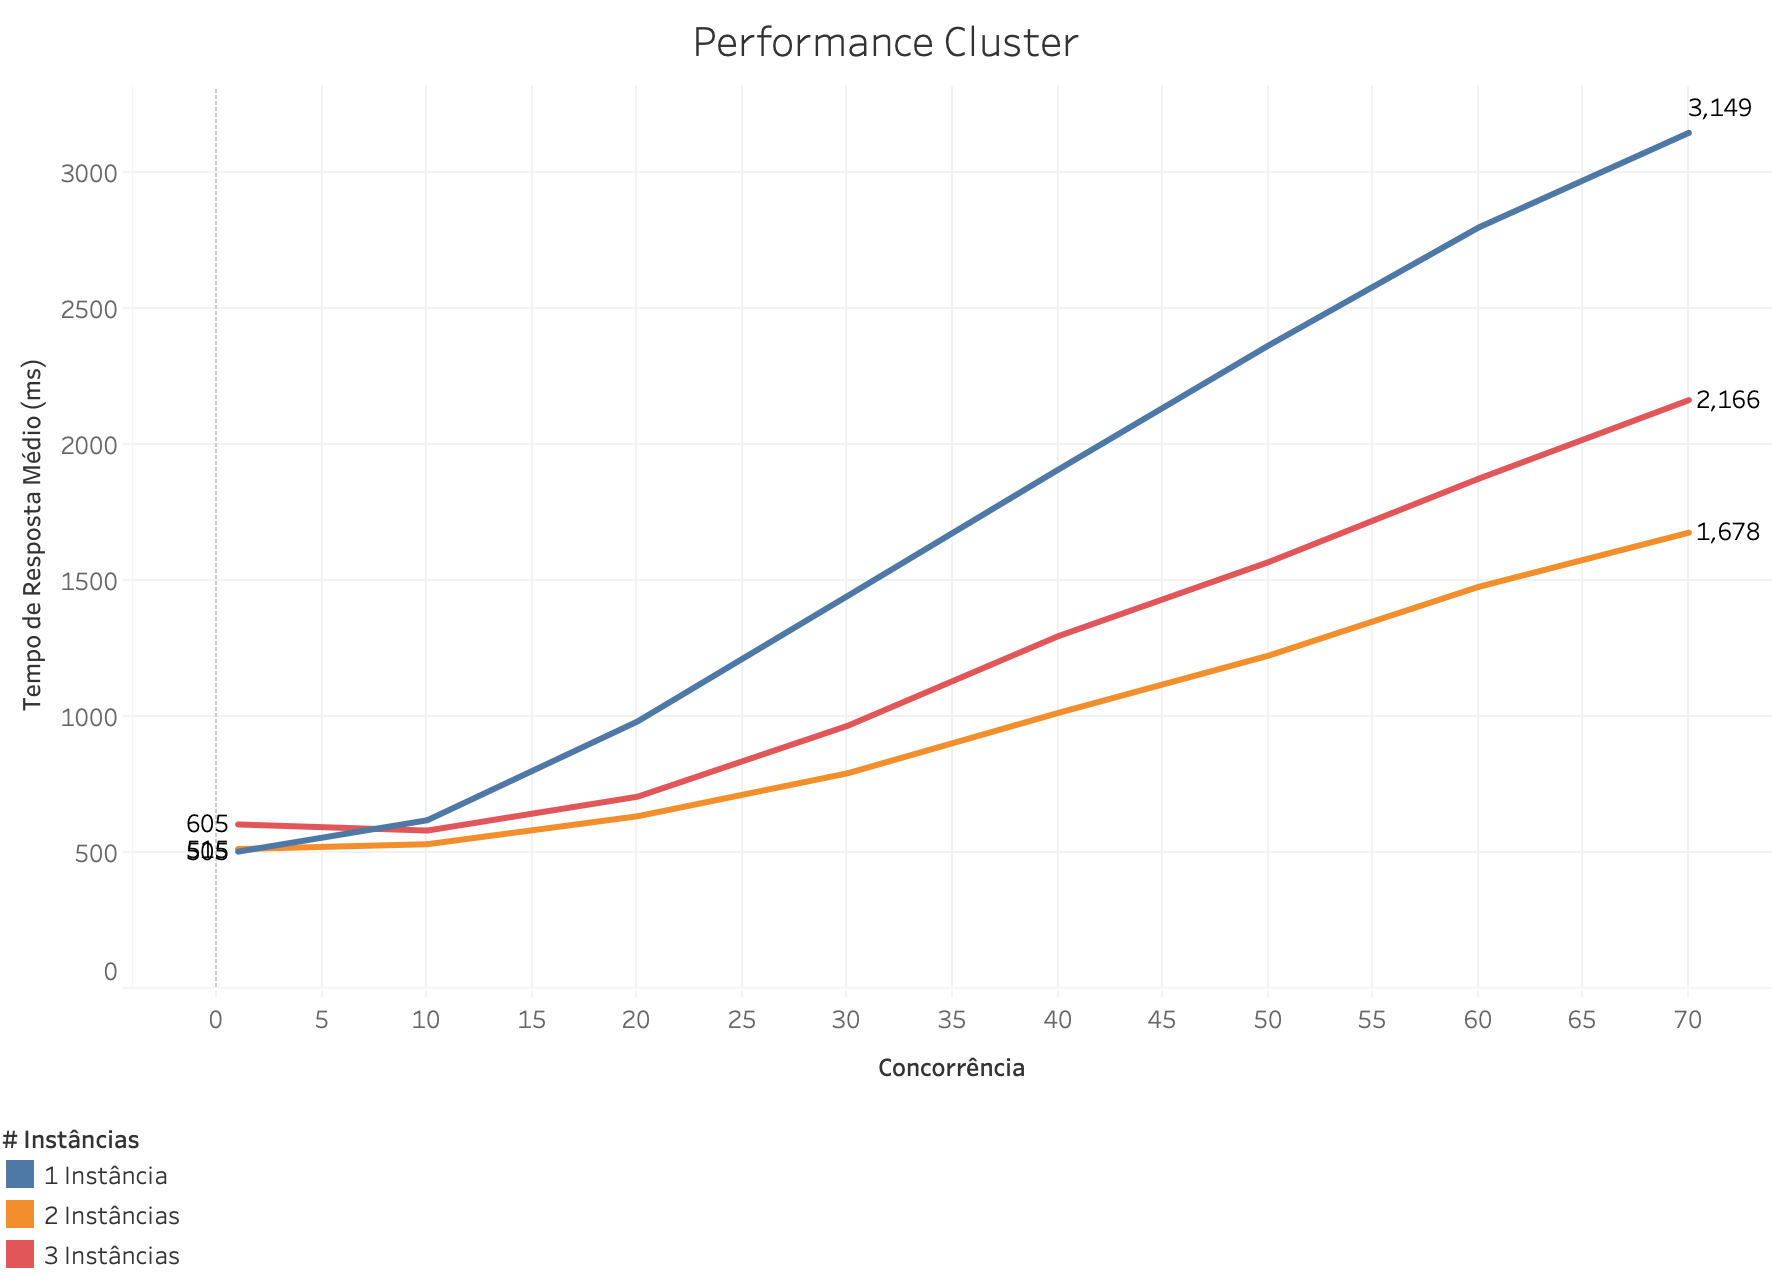 Performance Cluster
Tempo de Resposta Médio (ms)
3000
2500
2000
1500
1000
500
0
3,149
2,166
1,678
605
515
505
0 5 10 15 20 25 30 35 40 45 50 55 60 65 70
Concorrência
# Instâncias
1 Instância
2 Instâncias
3 Instâncias